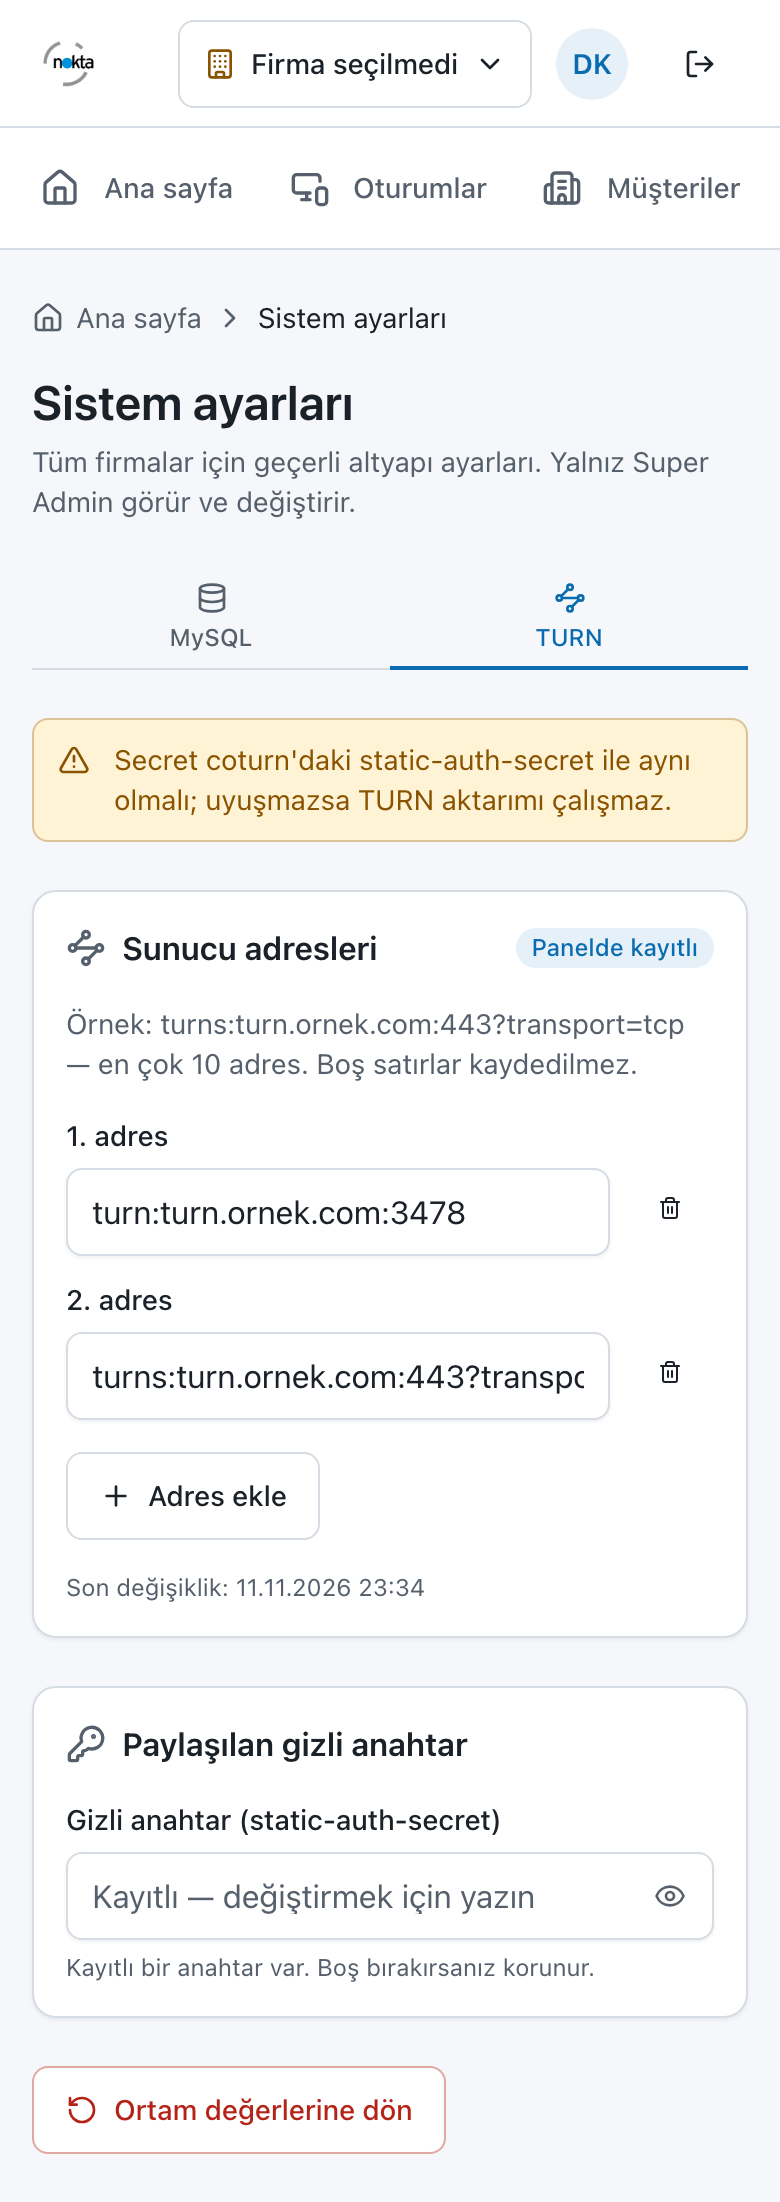 nokta
Firma seçilmedi
DK
Ana sayfa
Oturumlar
Müşteriler
Ana sayfa
Sistem ayarları
Sistem ayarları
Tüm firmalar için geçerli altyapı ayarları. Yalnız Super
Admin görür ve değiştirir.
MySQL
TURN
Secret coturn'daki static-auth-secret ile aynı
olmalı; uyuşmazsa TURN aktarımı çalışmaz.
Sunucu adresleri
Panelde kayıtlı
Örnek: turns:turn.ornek.com:443?transport=tcp
— en çok 10 adres. Boş satırlar kaydedilmez.
1. adres
turn:turn.ornek.com:3478
2. adres
turns:turn.ornek.com:443?transpo
Adres ekle
Son değişiklik: 11.11.2026 23:34
Paylaşılan gizli anahtar
Gizli anahtar (static-auth-secret)
Kayıtlı — değiştirmek için yazın
Kayıtlı bir anahtar var. Boş bırakırsanız korunur.
Ortam değerlerine dön